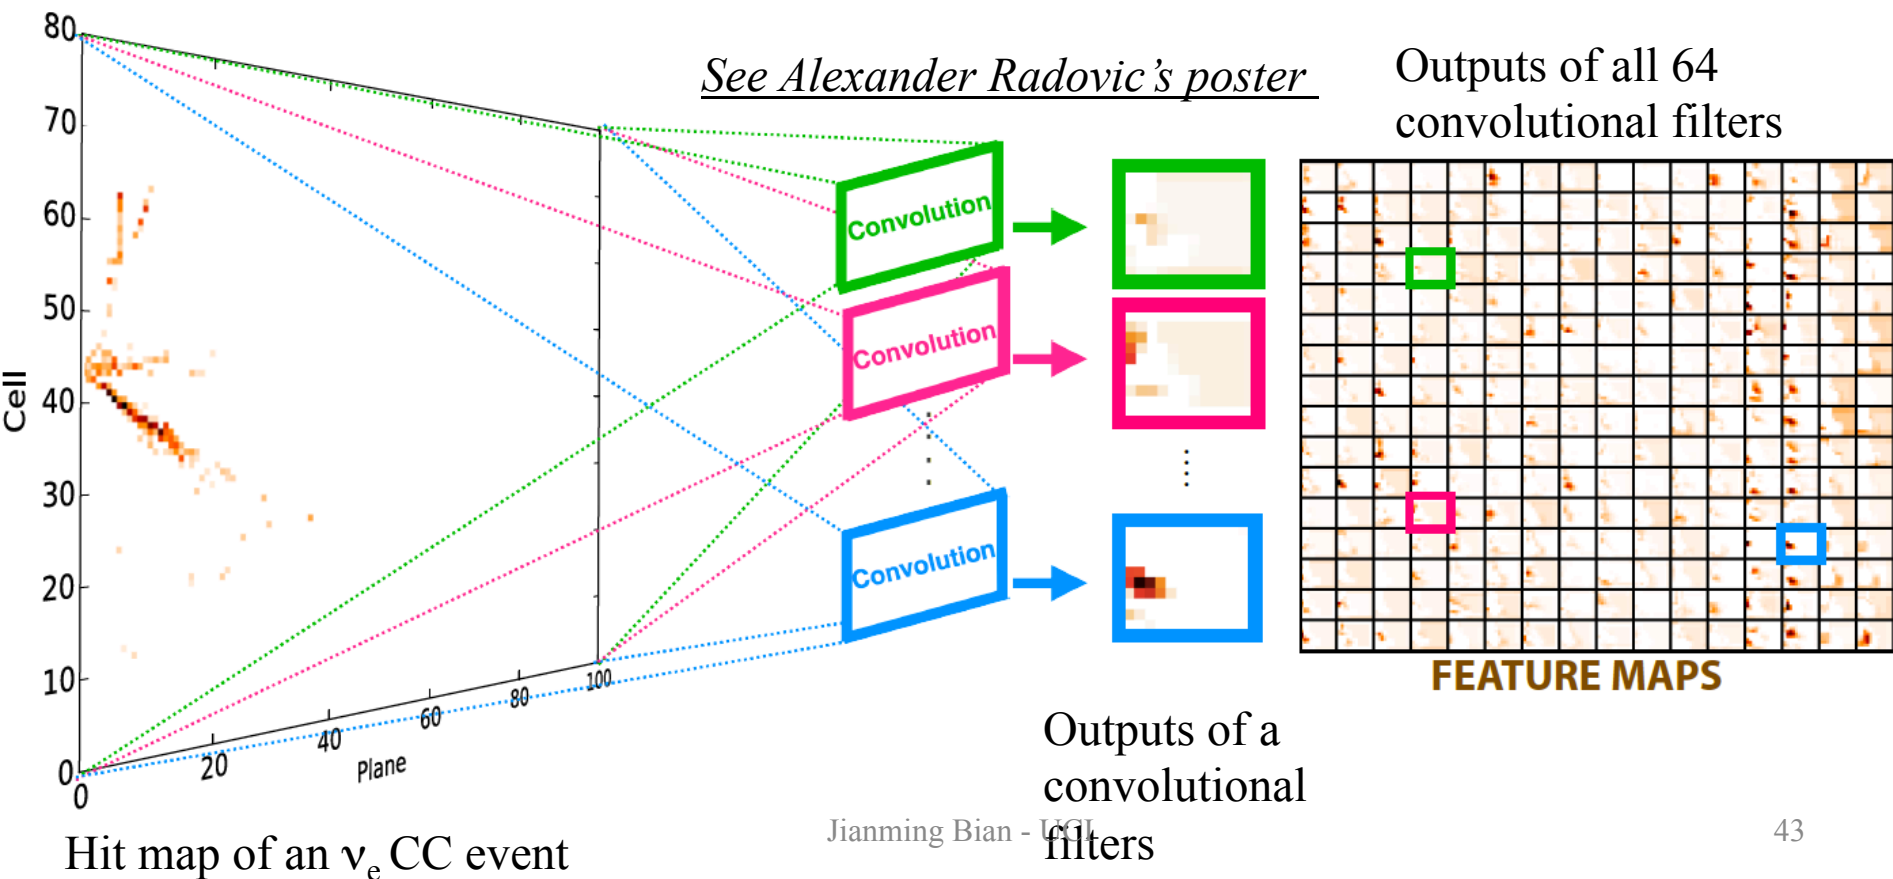 See Alexander Radovic's poster
Outputs of all 64
convolutional filters
80
70
60
50
40
30
20
10
0
Cell
0
20
40
60
80
100
Plane
Convolution
Convolution
Convolution
FEATURE MAPS
Outputs of a
convolutional
filters
Hit map of an νe CC event
Jianming Bian - UCI
43